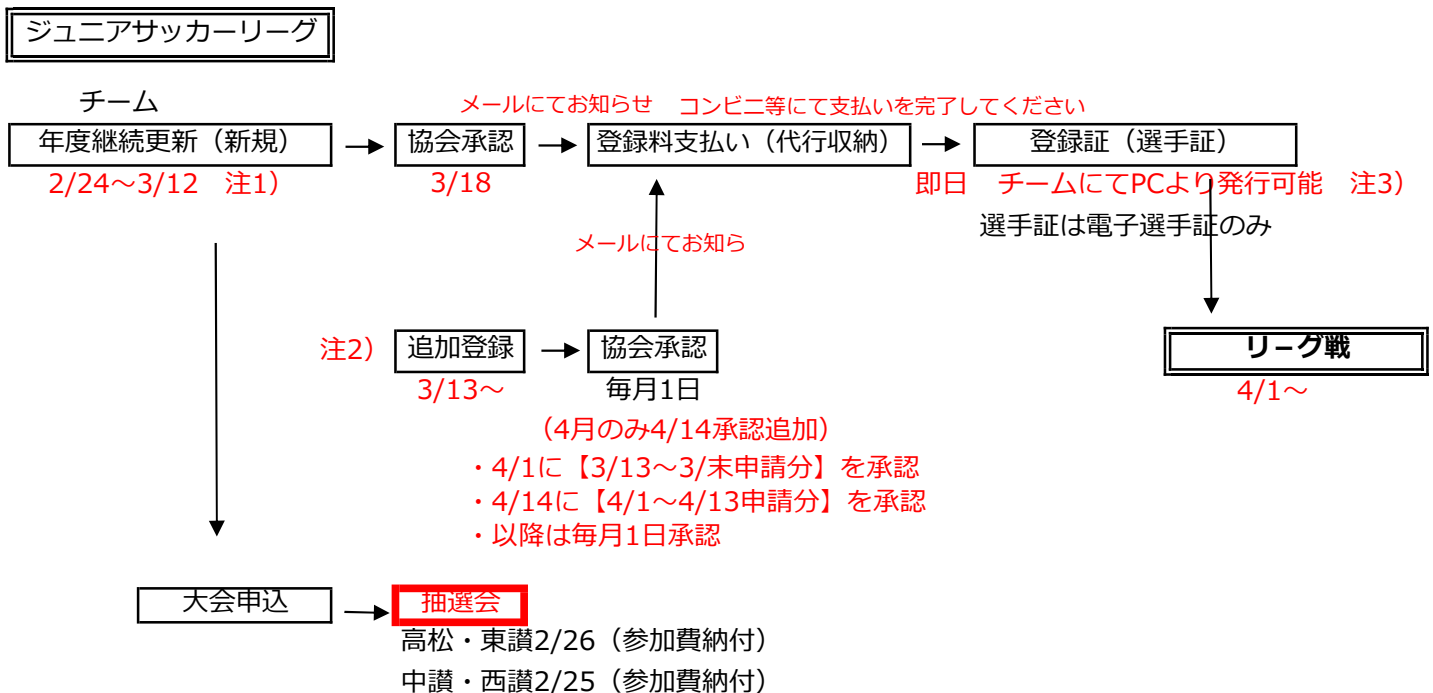 ジュニアサッカーリーグ
チーム
メールにてお知らせ コンビニ等にて支払いを完了してください
年度継続更新（新規） 協会承認 登録料支払い（代行収納） 登録証（選手証）
2/24～3/12 注1） 3/18 即日 チームにてPCより発行可能 注3）
選手証は電子選手証のみ
メールにてお知ら
注2） 追加登録 協会承認 リーグ戦
3/13～ 毎月1日 4/1～
（4月のみ4/14承認追加）
・4/1に【3/13～3/末申請分】を承認
・4/14に【4/1～4/13申請分】を承認
・以降は毎月1日承認
大会申込 抽選会
高松・東讃2/26（参加費納付）
中讃・西讃2/25（参加費納付）